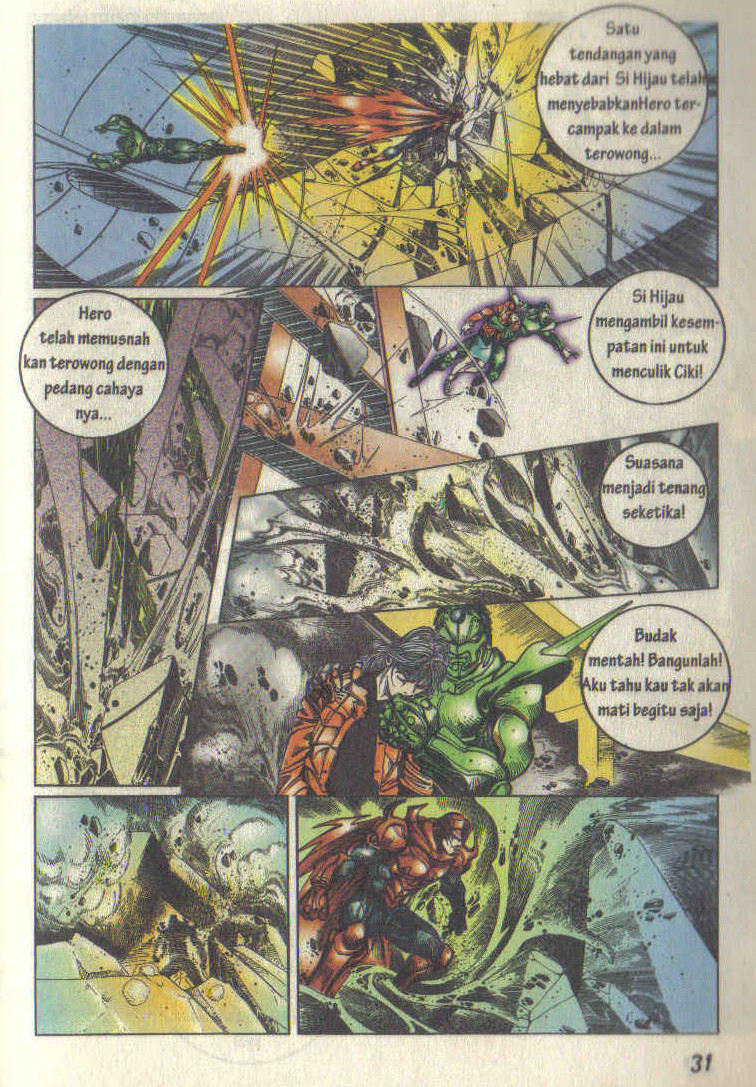 Satu
tendangan yang
hebat dari Si Hijau telah
menyebabkanHero ter-
campak ke dalam
terowong...
Hero
telah memusnah
kan terowong dengan
pedang cahaya
nya...
Si Hijau
mengambil kesem-
patan ini untuk
menculik Ciki!
Suasana
menjadi tenang
seketika!
Budak
mentah! Bangunlah!
Aku tahu kau tak akan
mati begitu saja!
31